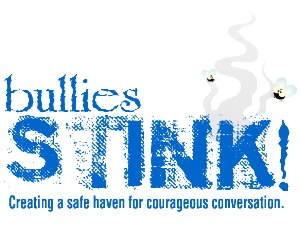 bullies
STINK!
Creating a safe haven for courageous conversation.